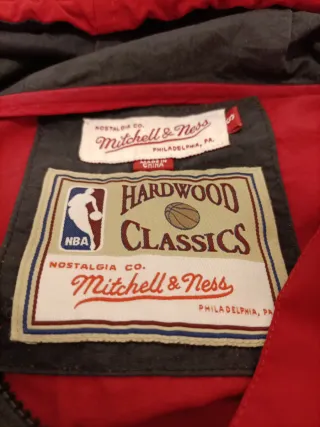 NOSTALGIA CO.
Mitchell & Ness
PHILADELPHIA, PA.
S
MADE IN
CHINA
HARDWOOD
CLASSICS
NBA
NOSTALGIA CO.
Mitchell & Ness
PHILADELPHIA, PA